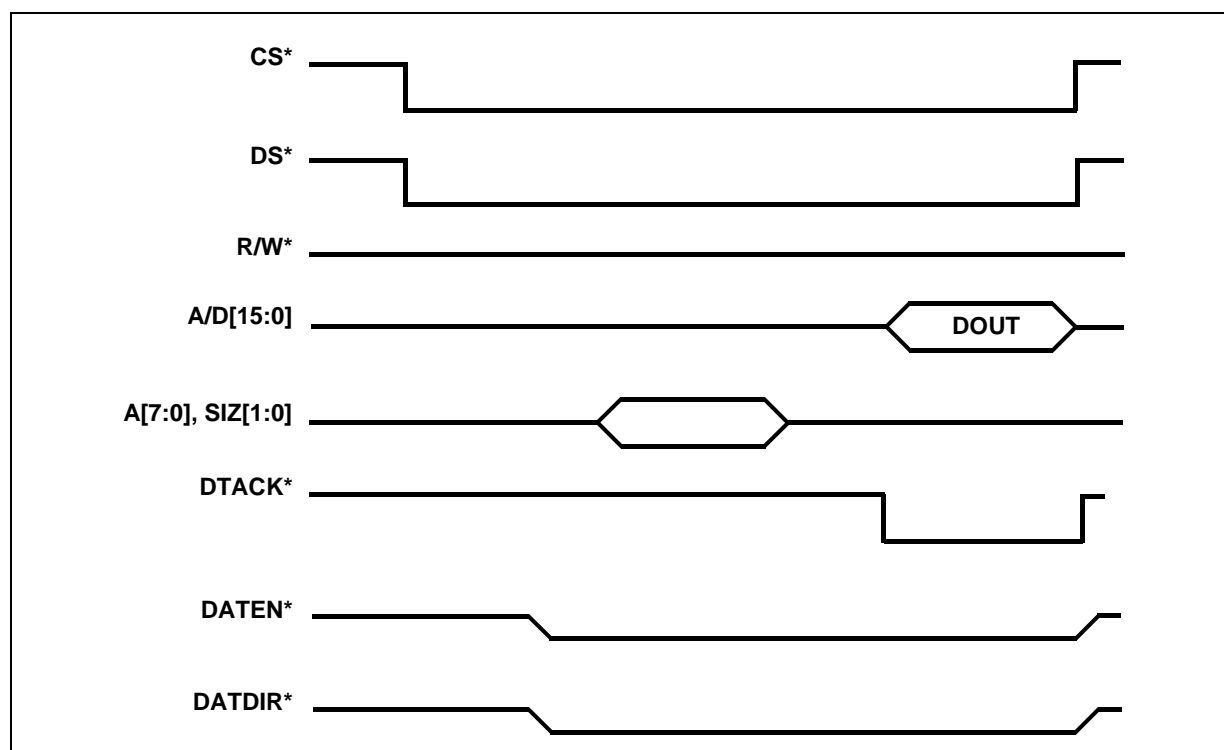 CS*
DS*
R/W*
A/D[15:0]
DOUT
A[7:0], SIZ[1:0]
DTACK*
DATEN*
DATDIR*